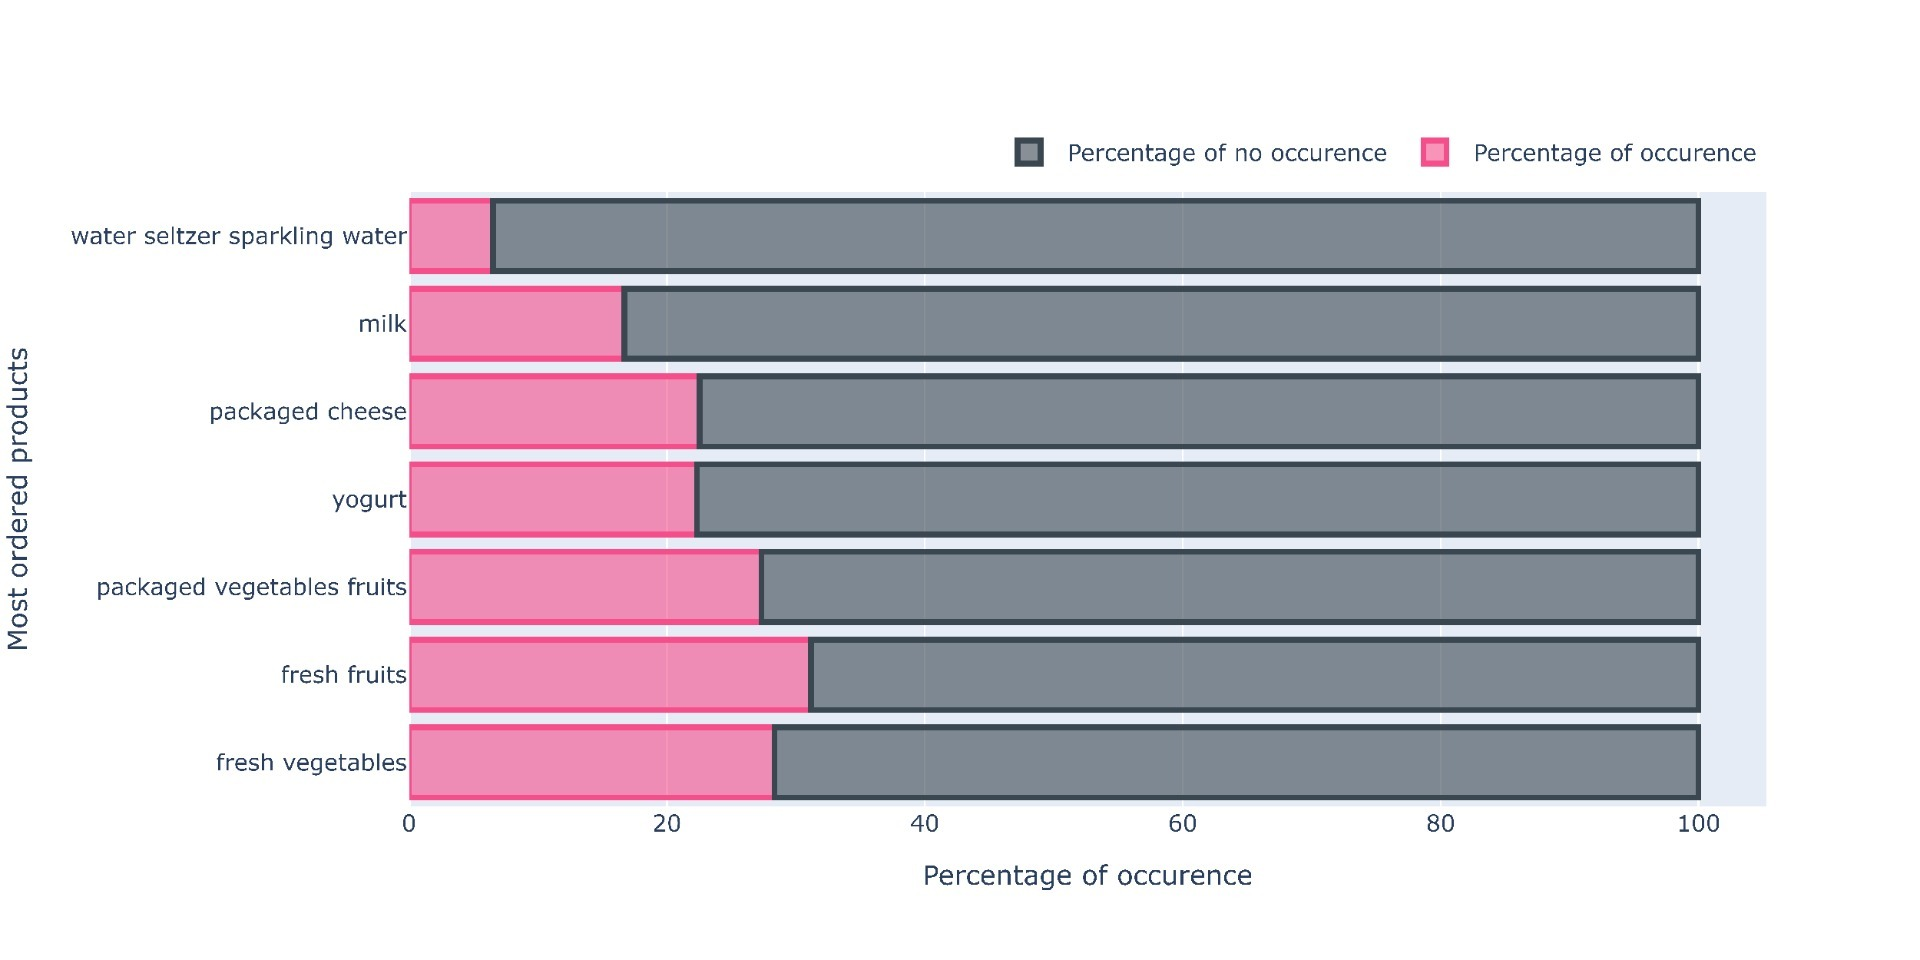 Percentage of no occurence
Percentage of occurence
water seltzer sparkling water
milk
packaged cheese
yogurt
packaged vegetables fruits
fresh fruits
fresh vegetables
Most ordered products
0 20 40 60 80 100
Percentage of occurence